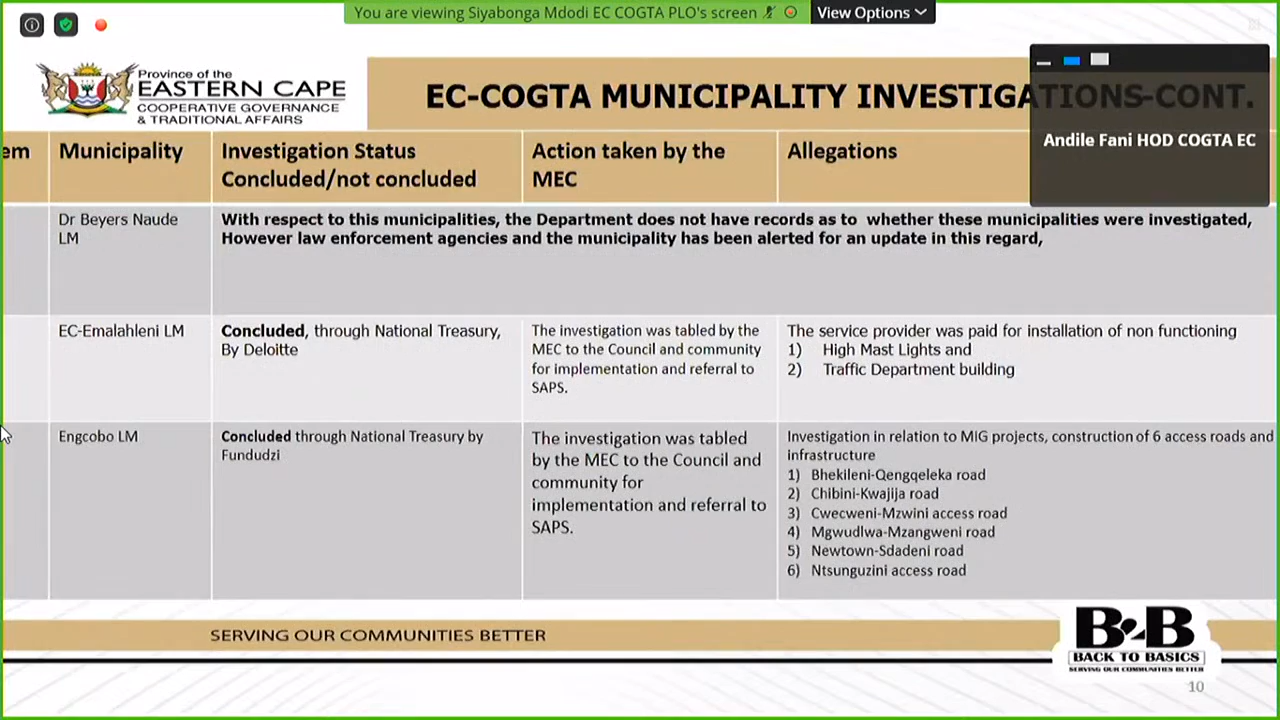 You are viewing Siyabonga Mdodi EC COGTA PLO's screen
View Options
Province of the
EASTERN CAPE
COOPERATIVE GOVERNANCE
& TRADITIONAL AFFAIRS
EC-COGTA MUNICIPALITY INVESTIGATIONS-CONT.
Andile Fani HOD COGTA EC
em
Municipality
Investigation Status
Concluded/not concluded
Action taken by the
MEC
Allegations
Dr Beyers Naude
LM
With respect to this municipalities, the Department does not have records as to whether these municipalities were investigated,
However law enforcement agencies and the municipality has been alerted for an update in this regard,
EC-Emalahleni LM
Concluded, through National Treasury,
By Deloitte
The investigation was tabled by the
MEC to the Council and community
for implementation and referral to
SAPS.
The service provider was paid for installation of non functioning
1) High Mast Lights and
2) Traffic Department building
Engcobo LM
Concluded through National Treasury by
Fundudzi
The investigation was tabled
by the MEC to the Council and
community for
implementation and referral to
SAPS.
Investigation in relation to MIG projects, construction of 6 access roads and
infrastructure
1) Bhekileni-Qengqeleka road
2) Chibini-Kwajija road
3) Cwecweni-Mzwini access road
4) Mgwudlwa-Mzangweni road
5) Newtown-Sdadeni road
6) Ntsunguzini access road
SERVING OUR COMMUNITIES BETTER
B2B
BACK TO BASICS
SERVING OUR COMMUNITIES BETTER
10